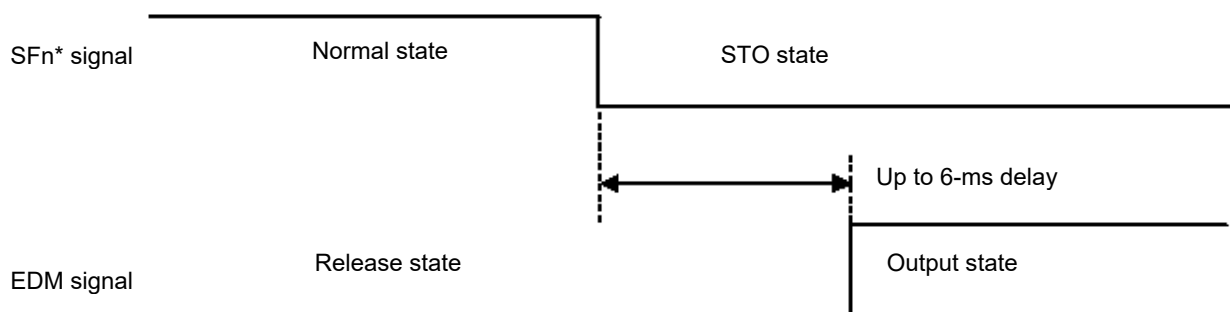 SFn* signal
Normal state
STO state
Up to 6-ms delay
EDM signal
Release state
Output state